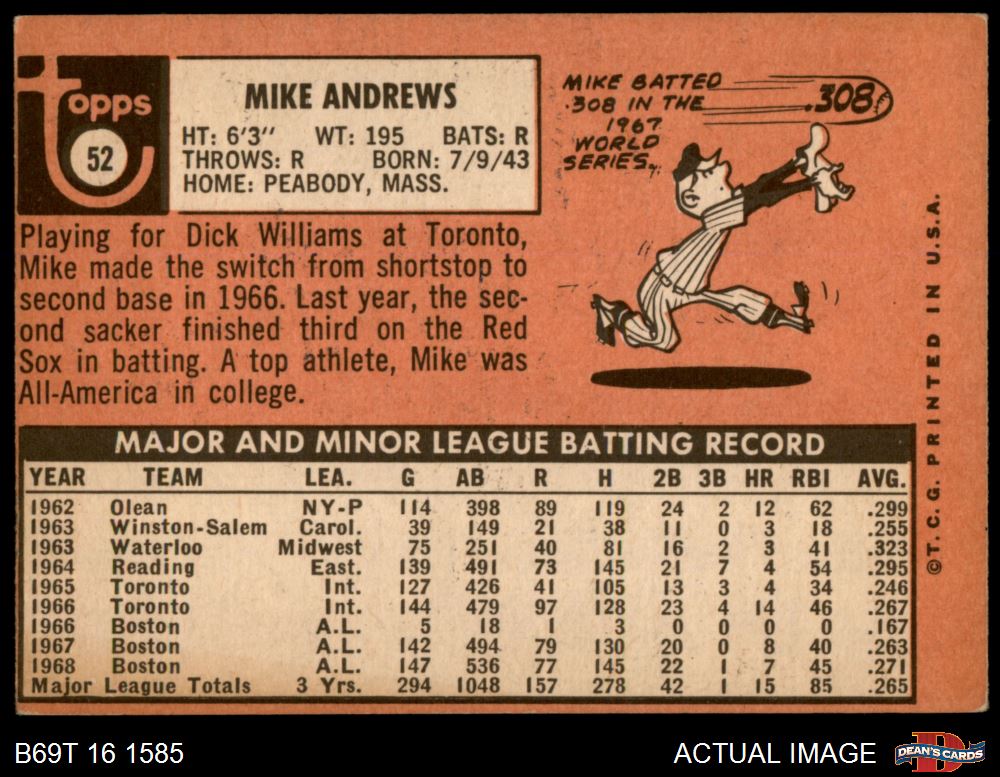 Topps
52
MIKE ANDREWS
HT: 6'3" WT: 195 BATS: R
THROWS: R BORN: 7/9/43
HOME: PEABODY, MASS.
MIKE BATTED
.308 IN THE
1967
WORLD
SERIES.
.308
Playing for Dick Williams at Toronto,
Mike made the switch from shortstop to
second base in 1966. Last year, the sec-
ond sacker finished third on the Red
Sox in batting. A top athlete, Mike was
All-America in college.
MAJOR AND MINOR LEAGUE BATTING RECORD
YEAR TEAM LEA. G AB R H 2B 3B HR RBI AVG.
1962 Olean NY-P 114 398 89 119 24 2 12 62 .299
1963 Winston-Salem Carol. 39 149 21 38 11 0 3 18 .255
1963 Waterloo Midwest 75 251 40 81 16 2 3 41 .323
1964 Reading East. 139 491 73 145 21 7 4 54 .295
1965 Toronto Int. 127 426 41 105 13 3 4 34 .246
1966 Toronto Int. 144 479 97 128 23 4 14 46 .267
1966 Boston A.L. 5 18 1 3 0 0 0 0 .167
1967 Boston A.L. 142 494 79 130 20 0 8 40 .263
1968 Boston A.L. 147 536 77 145 22 1 7 45 .271
Major League Totals 3 Yrs. 294 1048 157 278 42 1 15 85 .265
©T.C.G. PRINTED IN U.S.A.
B69T 16 1585
ACTUAL IMAGE
D
DEAN'S CARDS